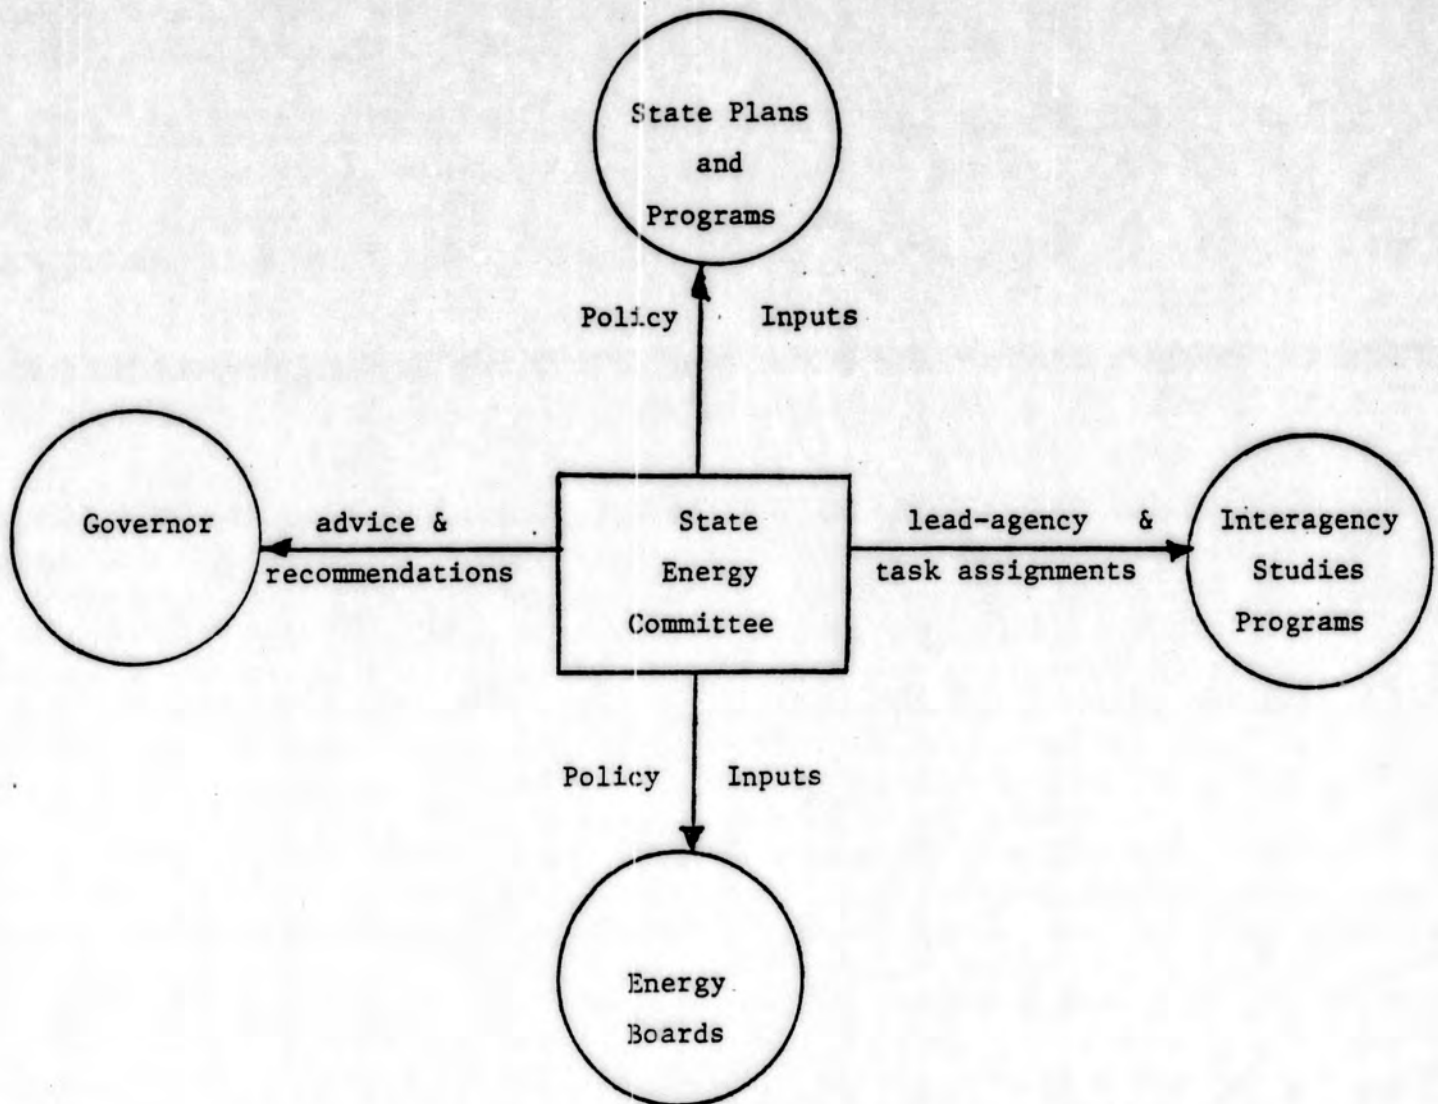 State Plans
and
Programs
Policy Inputs
Governor
advice &
recommendations
State
Energy
Committee
lead-agency &
task assignments
Interagency
Studies
Programs
Policy Inputs
Energy
Boards